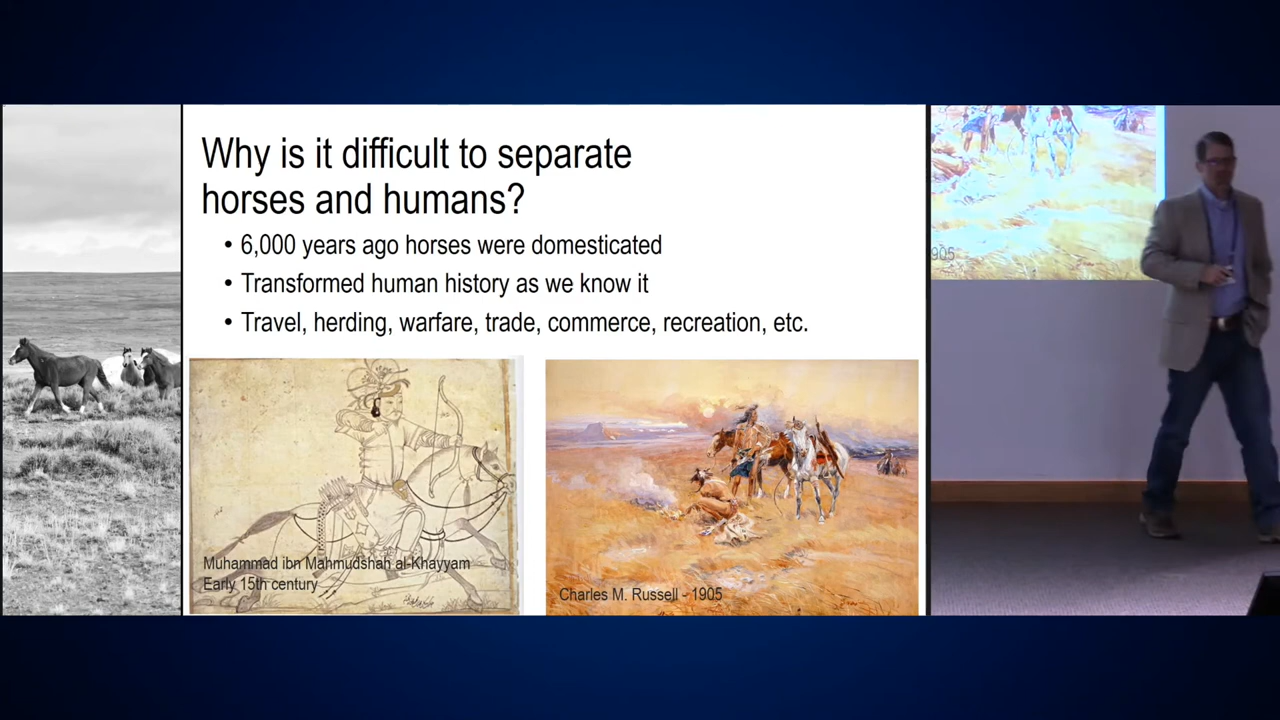 Why is it difficult to separate
horses and humans?
• 6,000 years ago horses were domesticated
• Transformed human history as we know it
• Travel, herding, warfare, trade, commerce, recreation, etc.
Muhammad ibn Mahmudshah al-Khayyam
Early 15th century
Charles M. Russell - 1905
905